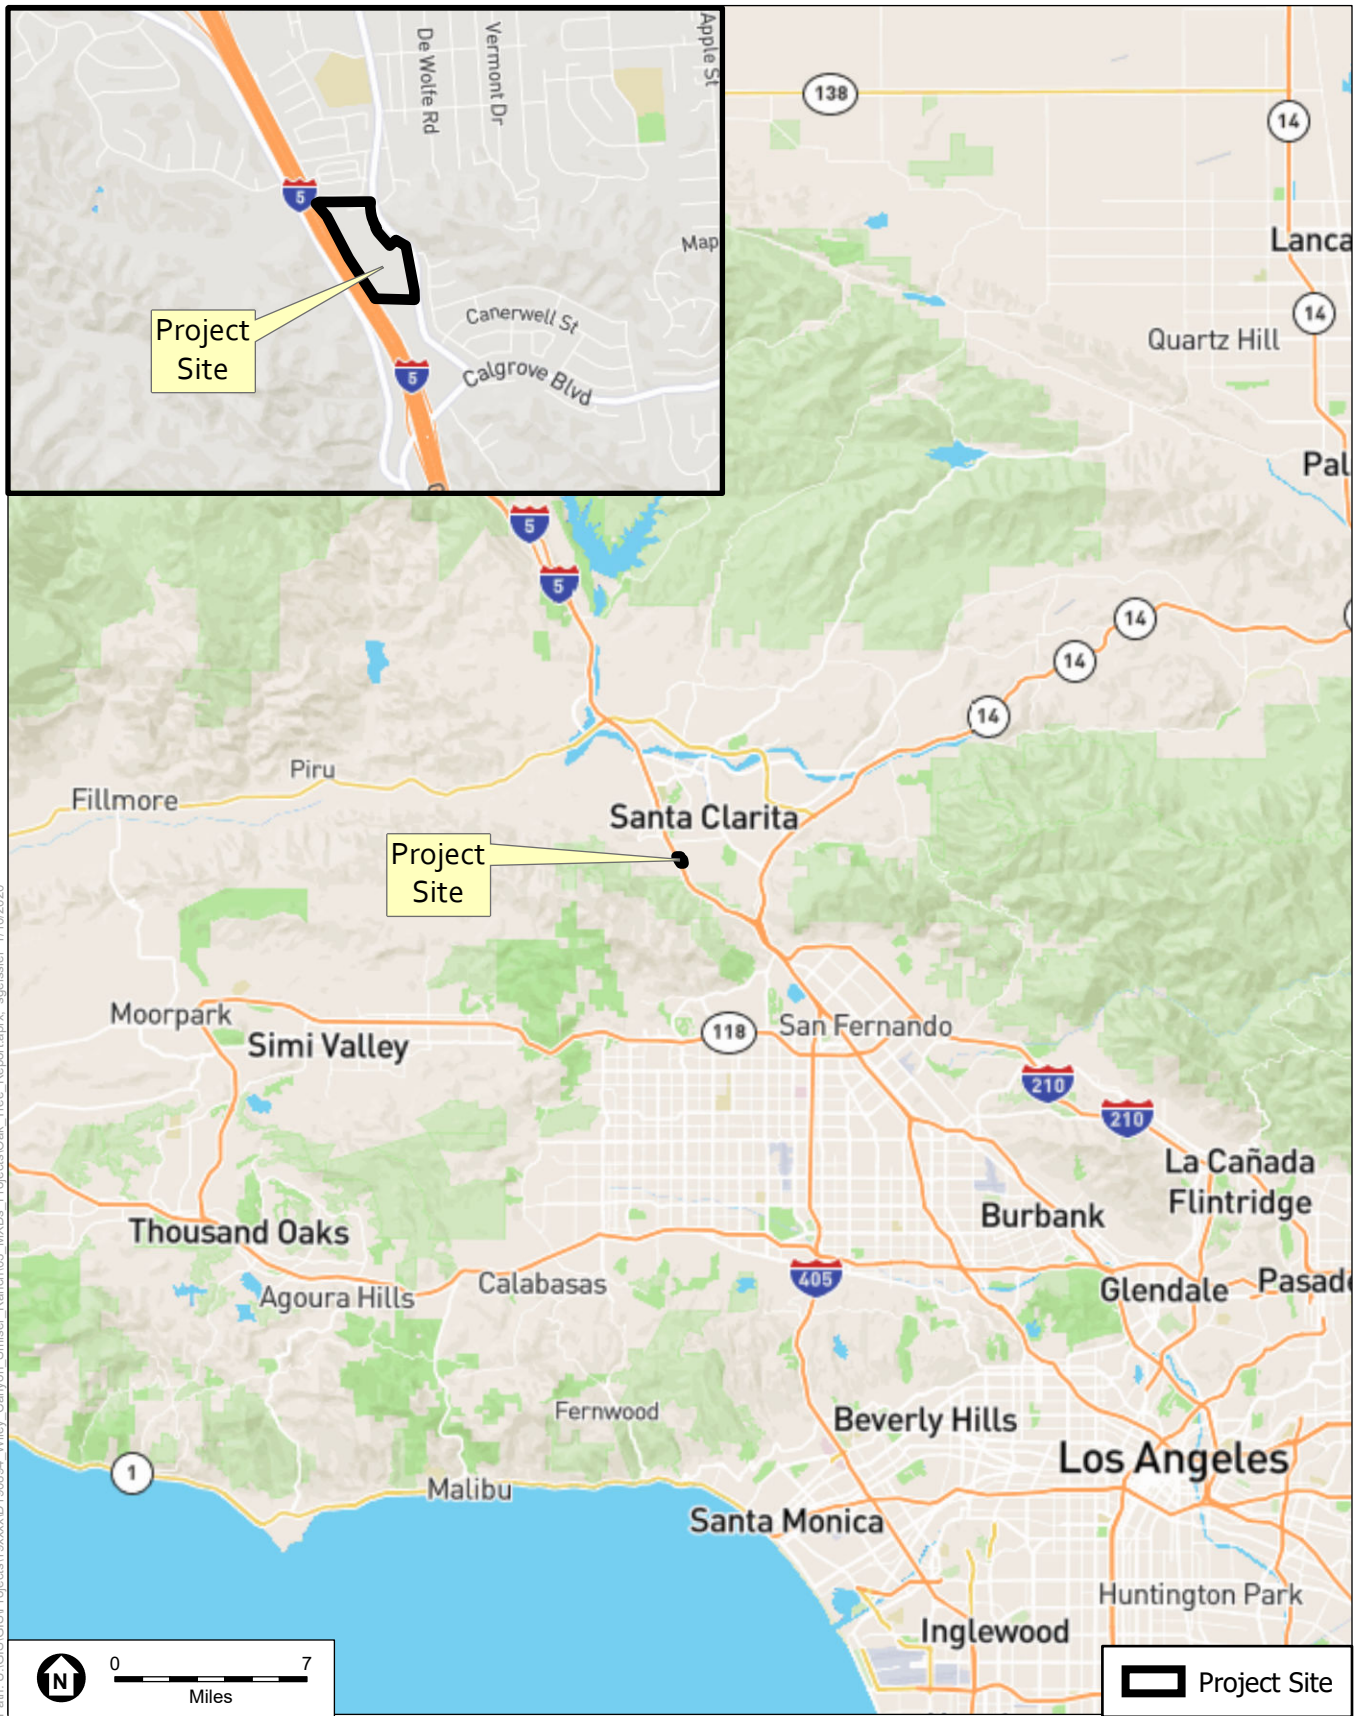 De Wolfe Rd
Vermont Dr
Apple St
5
Map
Project
Site
Canerwell St
5
Calgrove Blvd
138
14
Lanca
14
Quartz Hill
Pal
5
5
14
14
14
Piru
Fillmore
Santa Clarita
Project
Site
Moorpark
Simi Valley
118
San Fernando
210
210
La Cañada
Flintridge
Thousand Oaks
Burbank
Agoura Hills
Calabasas
405
Glendale
Pasade
Fernwood
Beverly Hills
Los Angeles
1
Malibu
Santa Monica
Huntington Park
Inglewood
N
0
7
Miles
Project Site